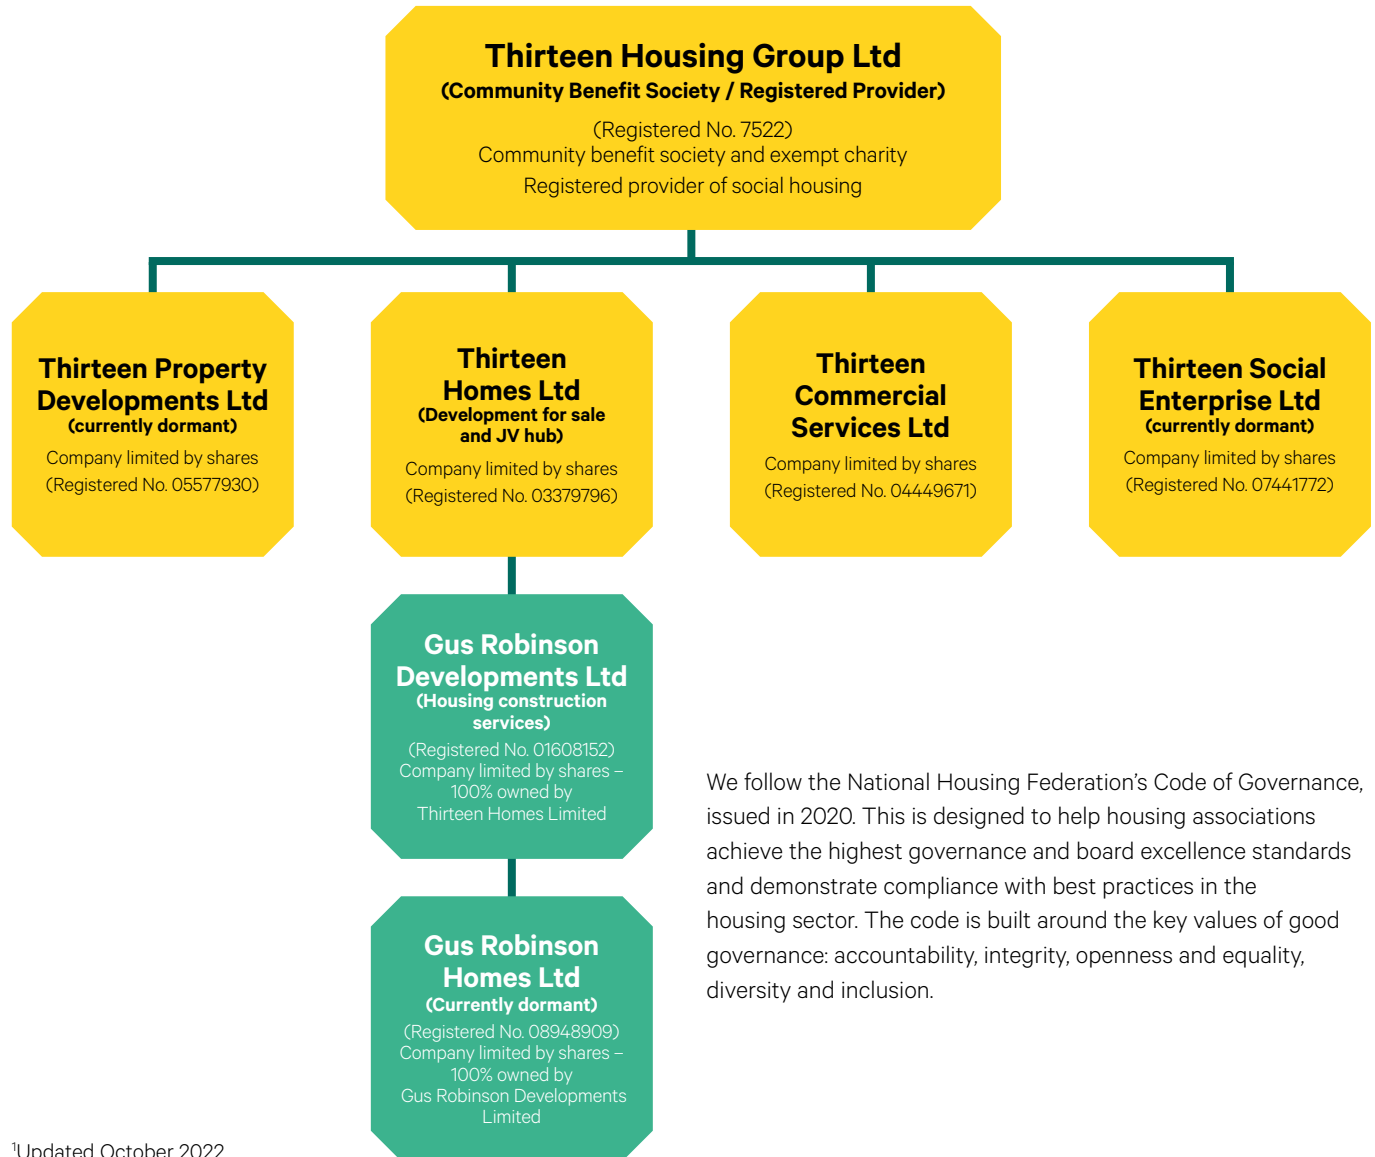 Thirteen Housing Group Ltd
(Community Benefit Society / Registered Provider)
(Registered No. 7522)
Community benefit society and exempt charity
Registered provider of social housing
Thirteen Property
Developments Ltd
(currently dormant)
Company limited by shares
(Registered No. 05577930)
Thirteen
Homes Ltd
(Development for sale
and JV hub)
Company limited by shares
(Registered No. 03379796)
Thirteen
Commercial
Services Ltd
Company limited by shares
(Registered No. 04449671)
Thirteen Social
Enterprise Ltd
(currently dormant)
Company limited by shares
(Registered No. 07441772)
Gus Robinson
Developments Ltd
(Housing construction
services)
(Registered No. 01608152)
Company limited by shares –
100% owned by
Thirteen Homes Limited
Gus Robinson
Homes Ltd
(Currently dormant)
(Registered No. 08948909)
Company limited by shares –
100% owned by
Gus Robinson Developments
Limited
We follow the National Housing Federation’s Code of Governance,
issued in 2020. This is designed to help housing associations
achieve the highest governance and board excellence standards
and demonstrate compliance with best practices in the
housing sector. The code is built around the key values of good
governance: accountability, integrity, openness and equality,
diversity and inclusion.
¹Updated October 2022